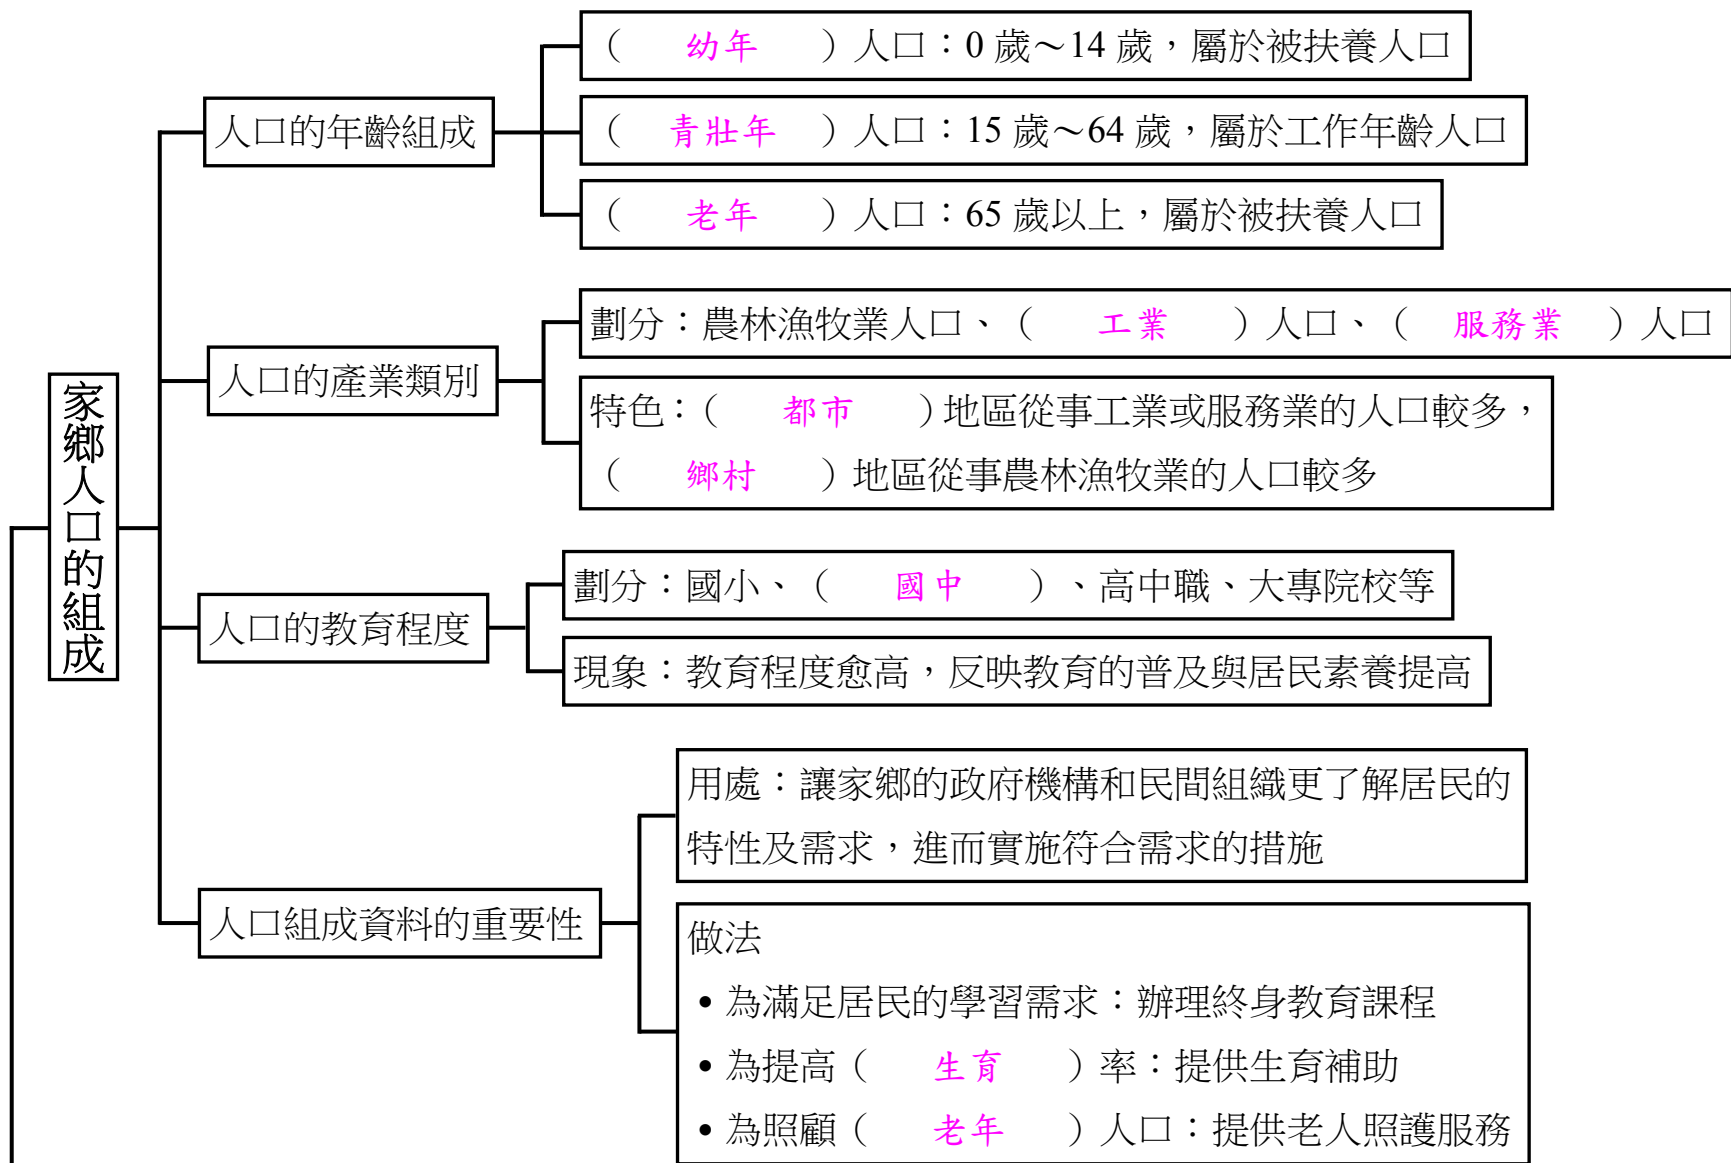 家鄉人口的組成
人口的年齡組成
（　幼年　）人口：0 歲～14 歲，屬於被扶養人口
（　青壯年　）人口：15 歲～64 歲，屬於工作年齡人口
（　老年　）人口：65 歲以上，屬於被扶養人口
人口的產業類別
劃分：農林漁牧業人口、（　工業　）人口、（　服務業　）人口
特色：（　都市　）地區從事工業或服務業的人口較多，
（　鄉村　）地區從事農林漁牧業的人口較多
人口的教育程度
劃分：國小、（　國中　）、高中職、大專院校等
現象：教育程度愈高，反映教育的普及與居民素養提高
人口組成資料的重要性
用處：讓家鄉的政府機構和民間組織更了解居民的
特性及需求，進而實施符合需求的措施
做法
• 為滿足居民的學習需求：辦理終身教育課程
• 為提高（　生育　）率：提供生育補助
• 為照顧（　老年　）人口：提供老人照護服務